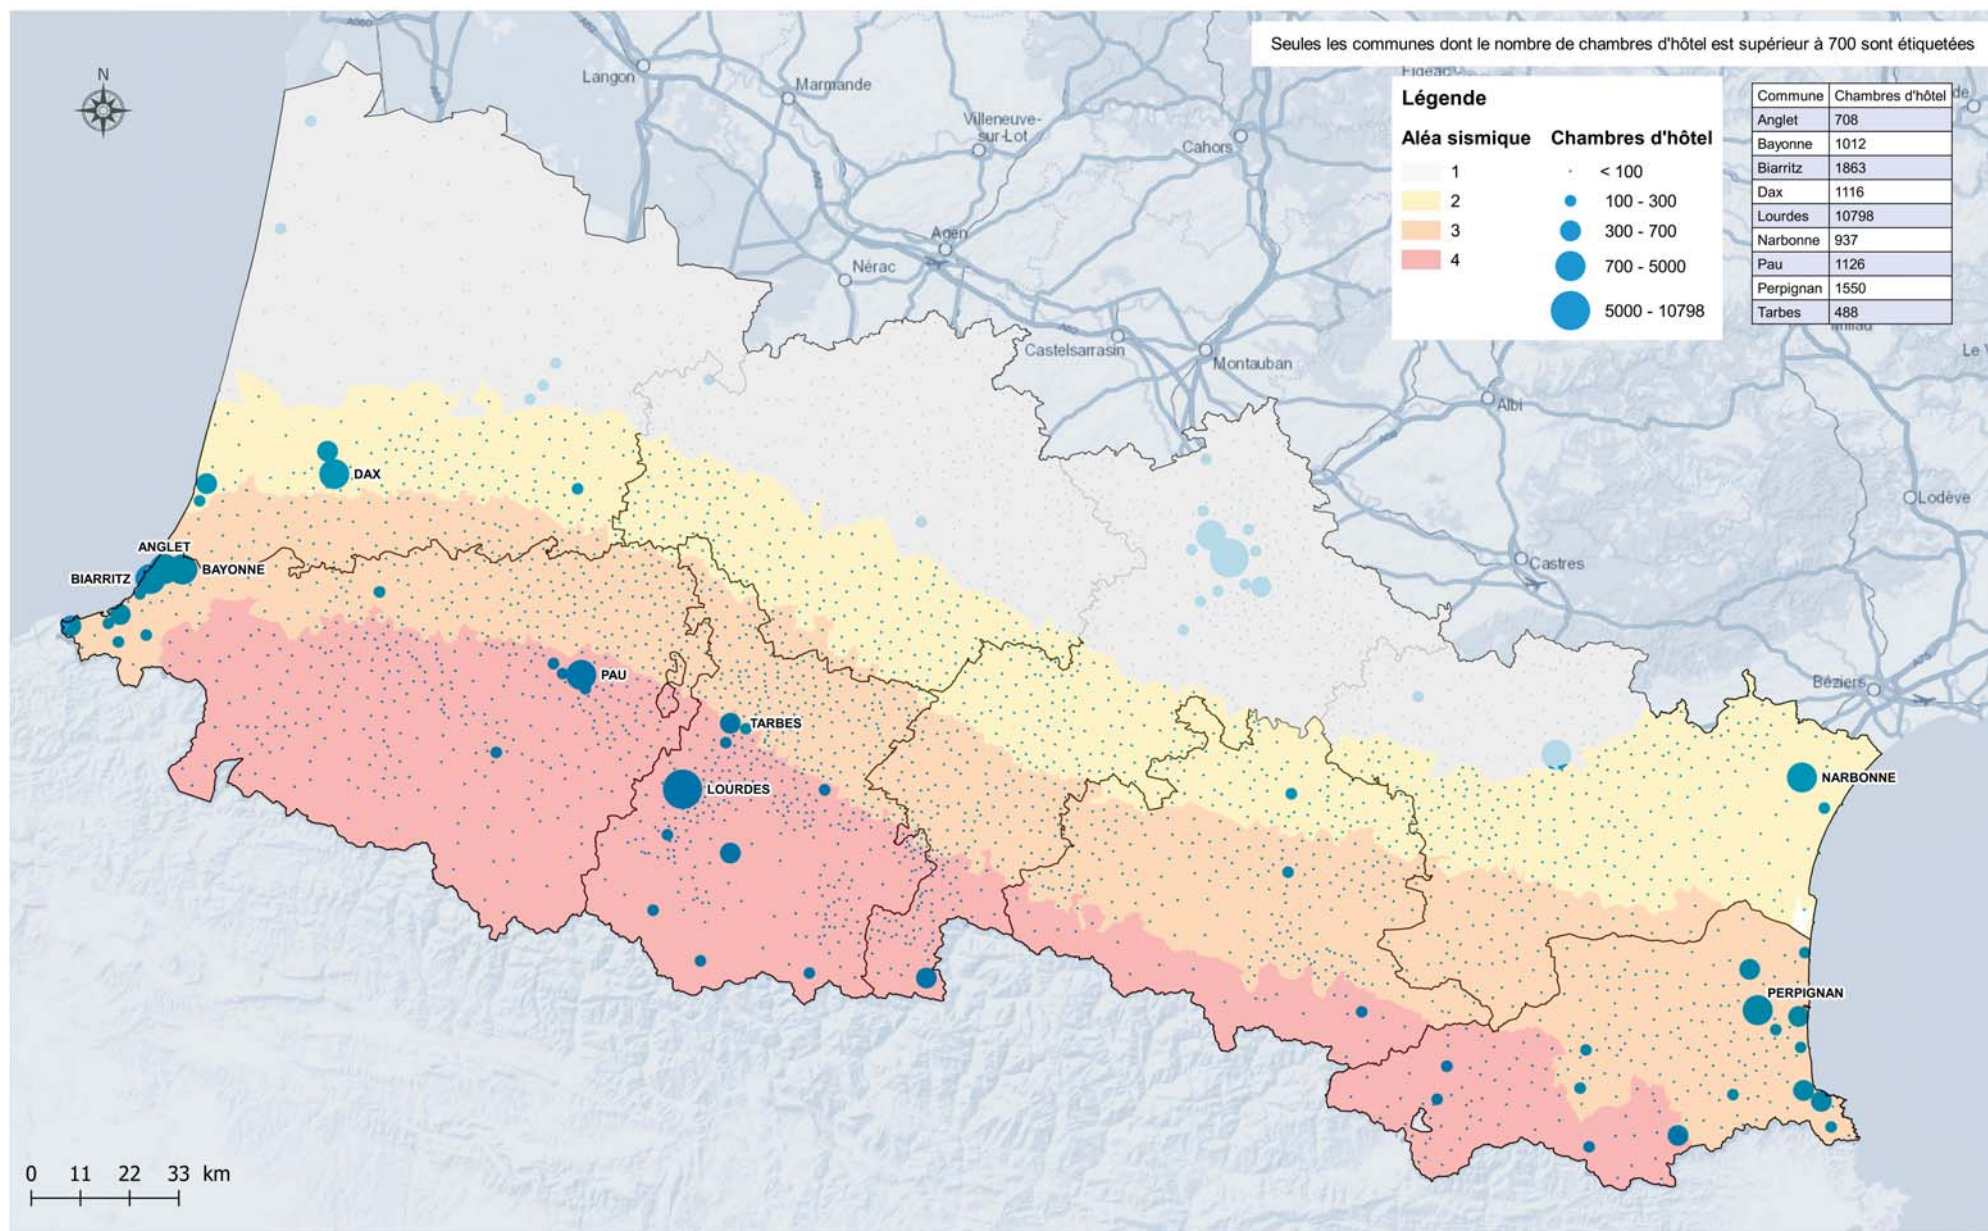 Seules les communes dont le nombre de chambres d'hôtel est supérieur à 700 sont étiquetées
N
Langon
Marmande
Villeneuve-
sur-Lot
Cahors
Figeac
Agen
Nérac
Castelsarrasin
Montauban
Albi
Castres
Lodève
Béziers
Millau
Le V
A62
Légende
Aléa sismique
1
2
3
4
Chambres d'hôtel
< 100
100 - 300
300 - 700
700 - 5000
5000 - 10798
Commune Chambres d'hôtel
Anglet 708
Bayonne 1012
Biarritz 1863
Dax 1116
Lourdes 10798
Narbonne 937
Pau 1126
Perpignan 1550
Tarbes 488
DAX
ANGLET
BIARRITZ
BAYONNE
PAU
TARBES
LOURDES
NARBONNE
PERPIGNAN
0 11 22 33 km